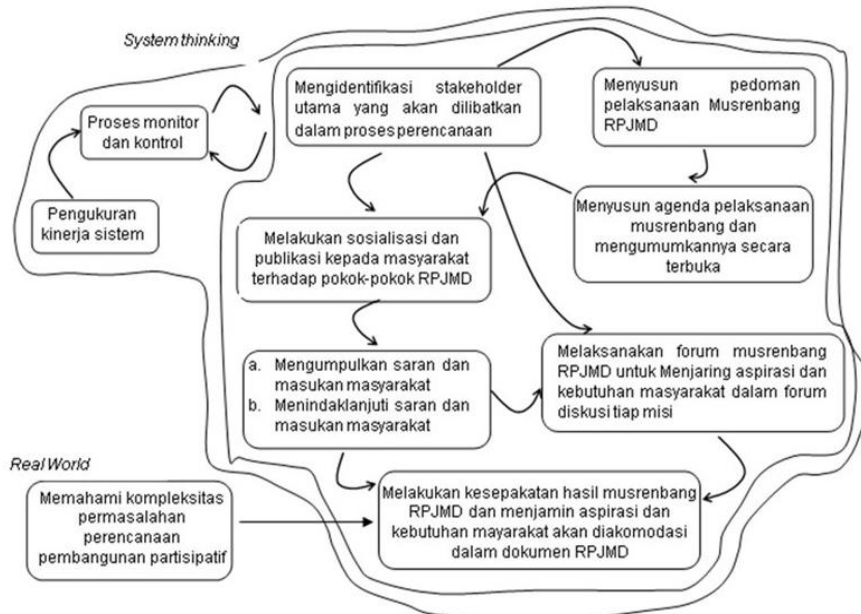 System thinking
Mengidentifikasi stakeholder
utama yang akan dilibatkan
dalam proses perencanaan
Menyusun pedoman
pelaksanaan Musrenbang
RPJMD
Proses monitor
dan kontrol
Pengukuran
kinerja sistem
Melakukan sosialisasi dan
publikasi kepada masyarakat
terhadap pokok-pokok RPJMD
Menyusun agenda pelaksanaan
musrenbang dan
mengumumkannya secara
terbuka
a. Mengumpulkan saran dan
masukan masyarakat
b. Menindaklanjuti saran dan
masukan masyarakat
Melaksanakan forum musrenbang
RPJMD untuk Menjaring aspirasi dan
kebutuhan masyarakat dalam forum
diskusi tiap misi
Real World
Memahami kompleksitas
permasalahan
perencanaan
pembangunan partisipatif
Melakukan kesepakatan hasil musrenbang
RPJMD dan menjamin aspirasi dan
kebutuhan mayarakat akan diakomodasi
dalam dokumen RPJMD